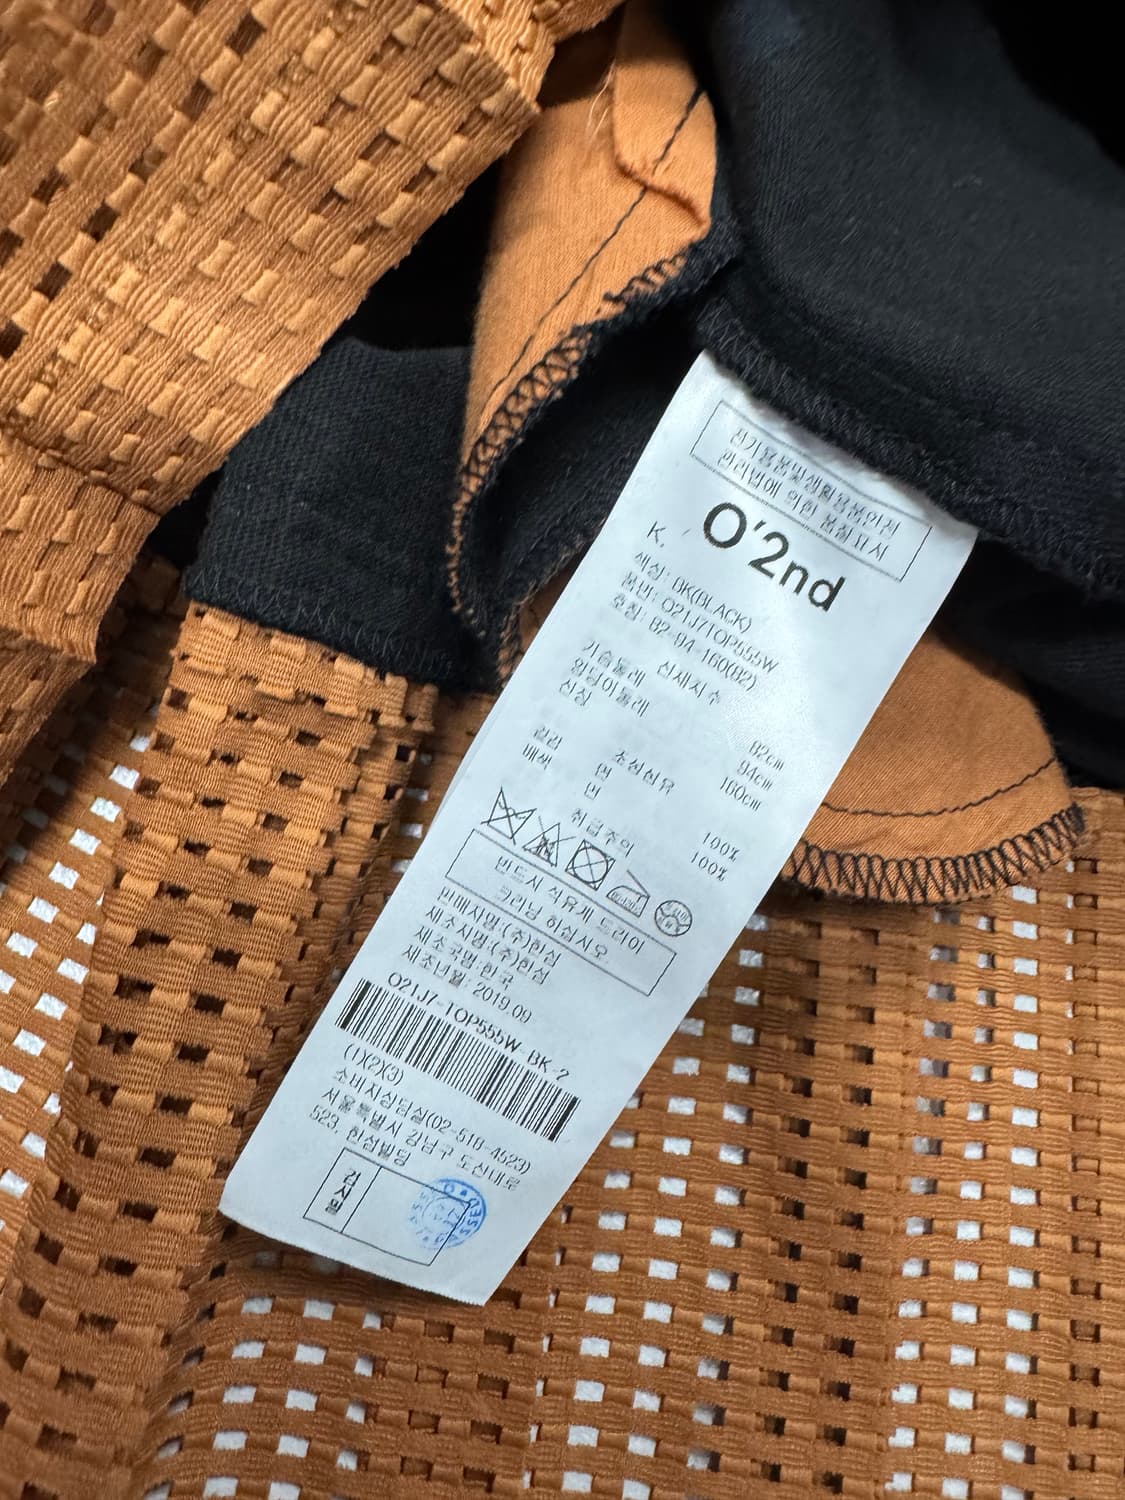 전기용품및생활용품안전
관리법에 의한 품질표시
K.
O'2nd
색상: BK(BLACK)
품번: O21J7TOP555W
호칭: 82-94-160(82)
신체치수
가슴둘레 82cm
엉덩이둘레 94cm
신장 160cm
조성섬유
겉감 면 100%
배색 면 100%
취급주의
반드시 석유계 드라이
크리닝 하십시오
판매자명:(주)한섬
제조자명:(주)한섬
제조국명:한국
제조년월: 2019.09
O21J7-TOP555W_BK-2
(1)(2)(3)
소비자상담실(02-510-4523)
서울특별시 강남구 도산대로
523, 한섬빌딩
검사필